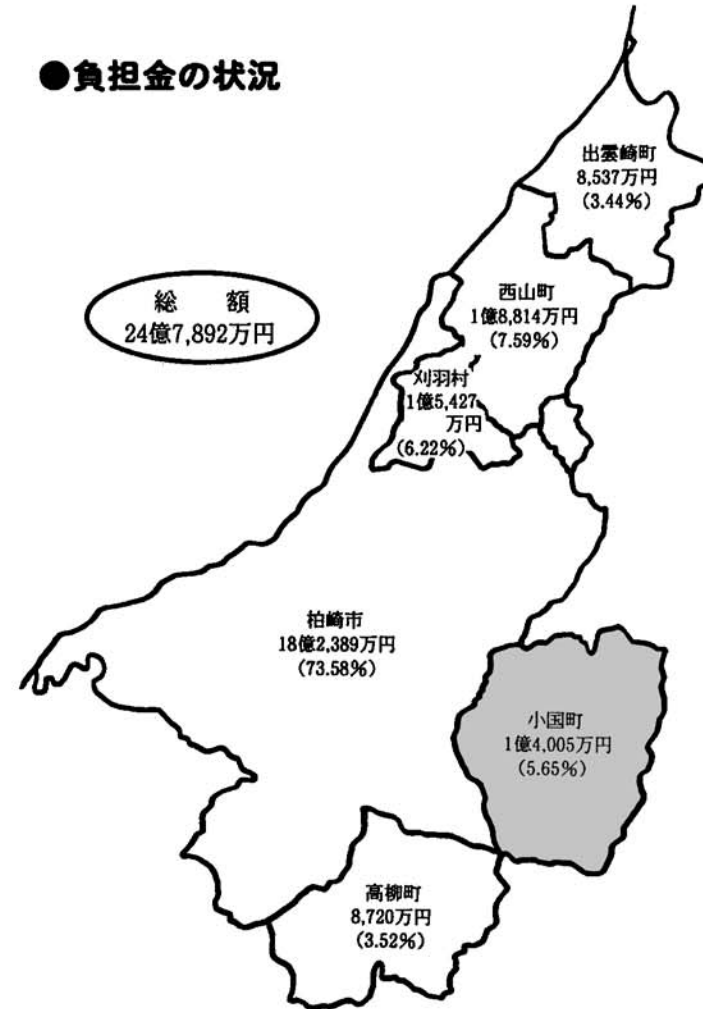 ●負担金の状況
出雲崎町
8,537万円
(3.44%)
総　額
24億7,892万円
西山町
1億8,814万円
(7.59%)
刈羽村
1億5,427
万円
(6.22%)
柏崎市
18億2,389万円
(73.58%)
小国町
1億4,005万円
(5.65%)
高柳町
8,720万円
(3.52%)